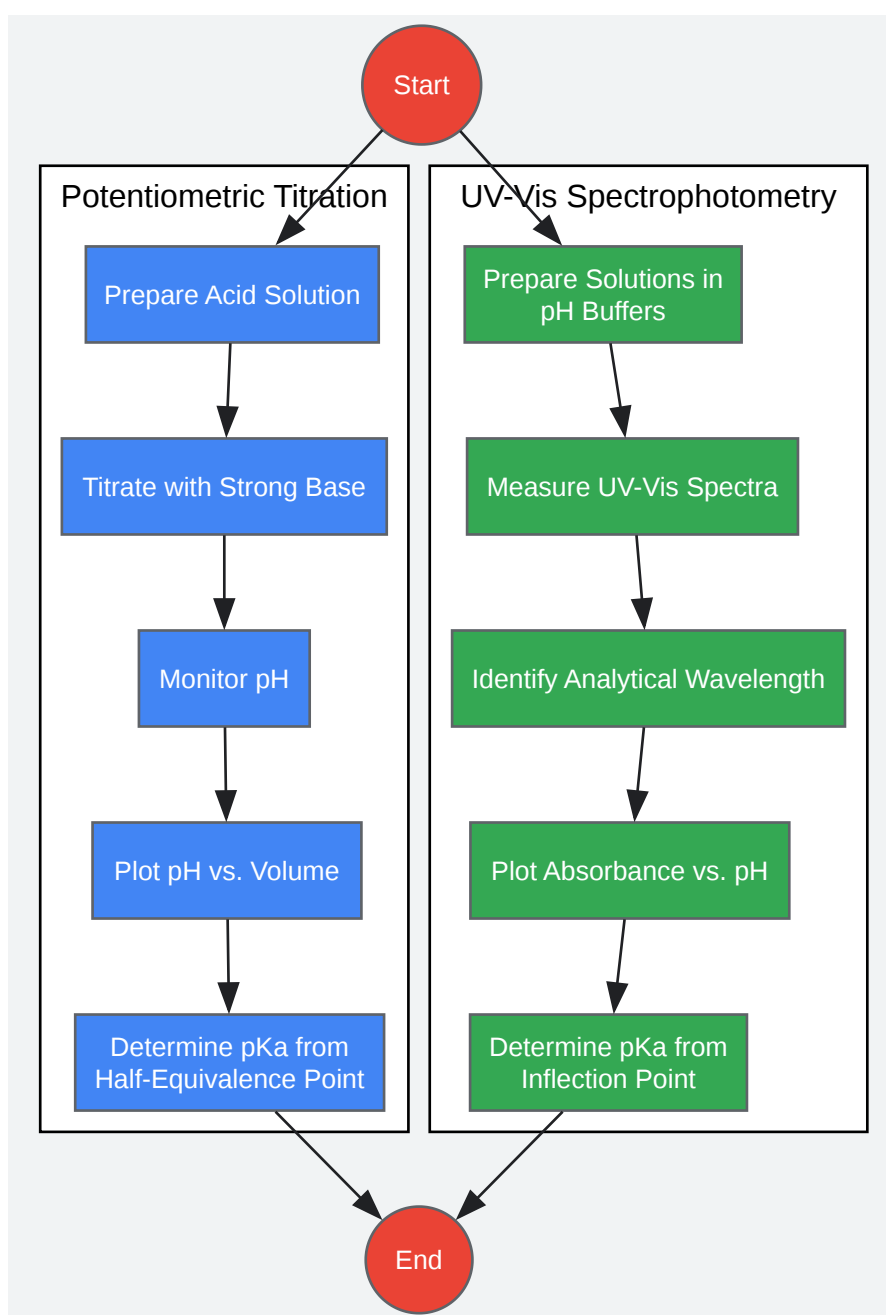 Start
Potentiometric Titration
Prepare Acid Solution
Titrate with Strong Base
Monitor pH
Plot pH vs. Volume
Determine pKa from
Half-Equivalence Point
UV-Vis Spectrophotometry
Prepare Solutions in
pH Buffers
Measure UV-Vis Spectra
Identify Analytical Wavelength
Plot Absorbance vs. pH
Determine pKa from
Inflection Point
End